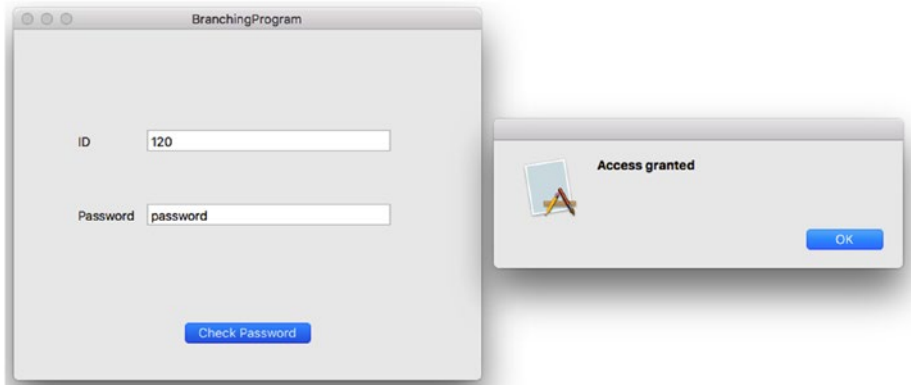 BranchingProgram
ID
120
Password
password
Check Password
Access granted
OK